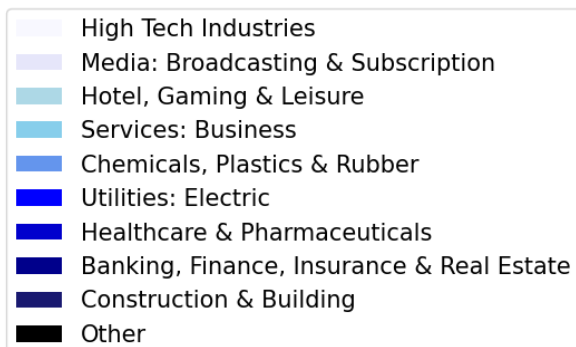 High Tech Industries
Media: Broadcasting & Subscription
Hotel, Gaming & Leisure
Services: Business
Chemicals, Plastics & Rubber
Utilities: Electric
Healthcare & Pharmaceuticals
Banking, Finance, Insurance & Real Estate
Construction & Building
Other